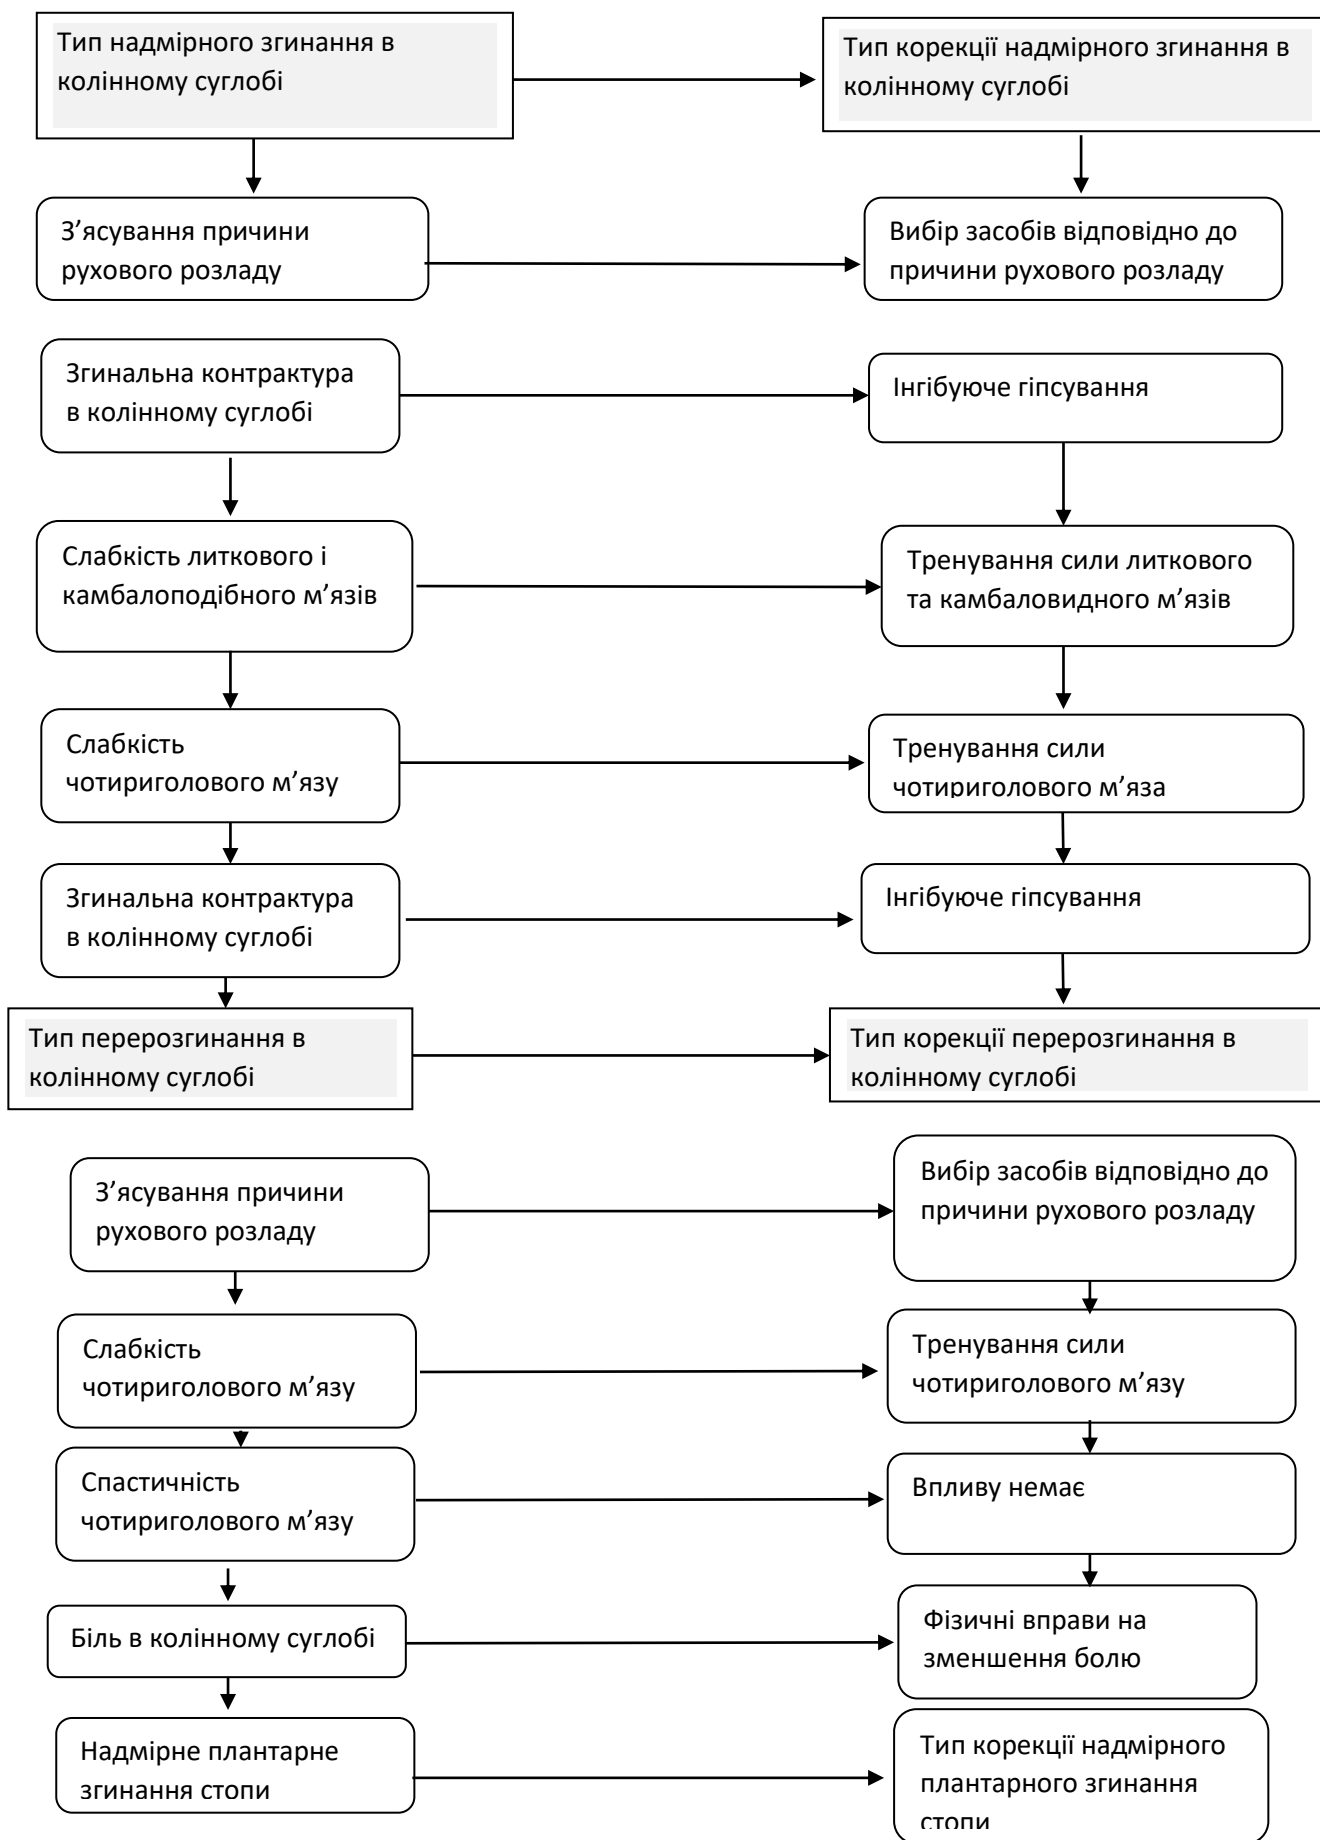 Тип надмірного згинання в
колінному суглобі
Тип корекції надмірного згинання в
колінному суглобі
З’ясування причини
рухового розладу
Вибір засобів відповідно до
причини рухового розладу
Згинальна контрактура
в колінному суглобі
Інгібуюче гіпсування
Слабкість литкового і
камбалоподібного м’язів
Тренування сили литкового
та камбаловидного м’язів
Слабкість
чотириголового м’язу
Тренування сили
чотириголового м’яза
Згинальна контрактура
в колінному суглобі
Інгібуюче гіпсування
Тип перерозгинання в
колінному суглобі
Тип корекції перерозгинання в
колінному суглобі
З’ясування причини
рухового розладу
Вибір засобів відповідно до
причини рухового розладу
Слабкість
чотириголового м’язу
Тренування сили
чотириголового м’язу
Спастичність
чотириголового м’язу
Впливу немає
Біль в колінному суглобі
Фізичні вправи на
зменшення болю
Надмірне плантарне
згинання стопи
Тип корекції надмірного
плантарного згинання
стопи